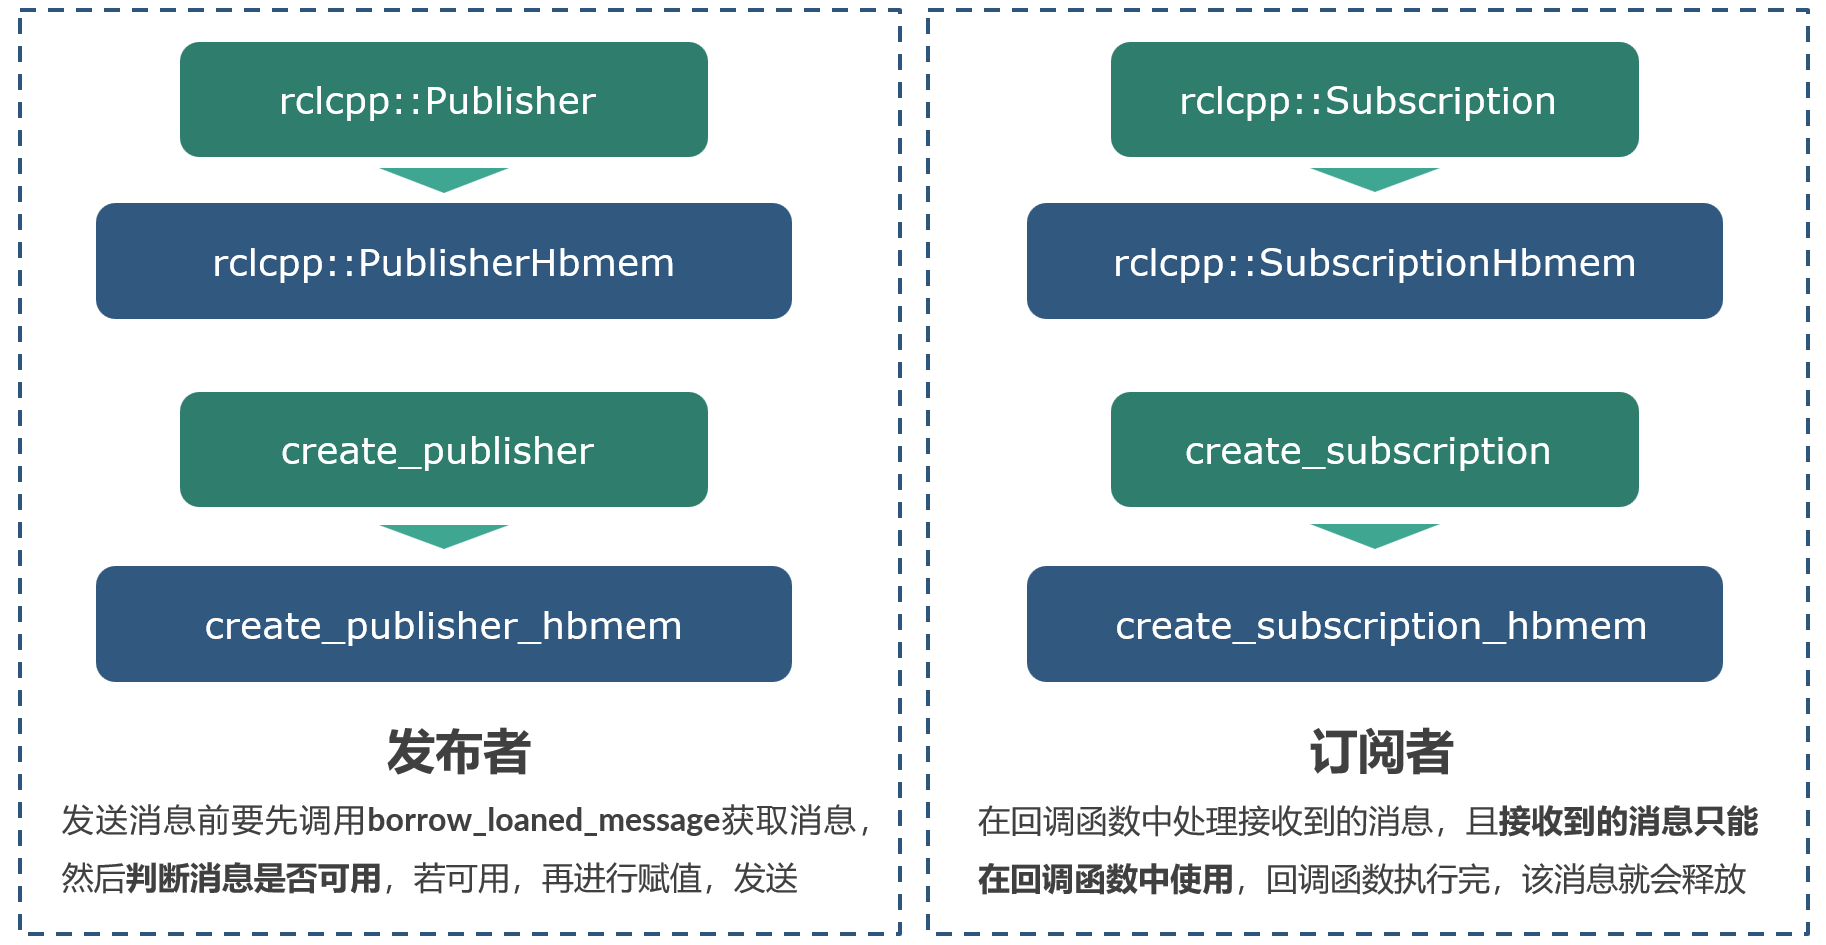 rclcpp::Publisher
rclcpp::PublisherHbmem
create_publisher
create_publisher_hbmem
发布者
发送消息前要先调用borrow_loaned_message获取消息，
然后判断消息是否可用，若可用，再进行赋值，发送
rclcpp::Subscription
rclcpp::SubscriptionHbmem
create_subscription
create_subscription_hbmem
订阅者
在回调函数中处理接收到的消息，且接收到的消息只能
在回调函数中使用，回调函数执行完，该消息就会释放